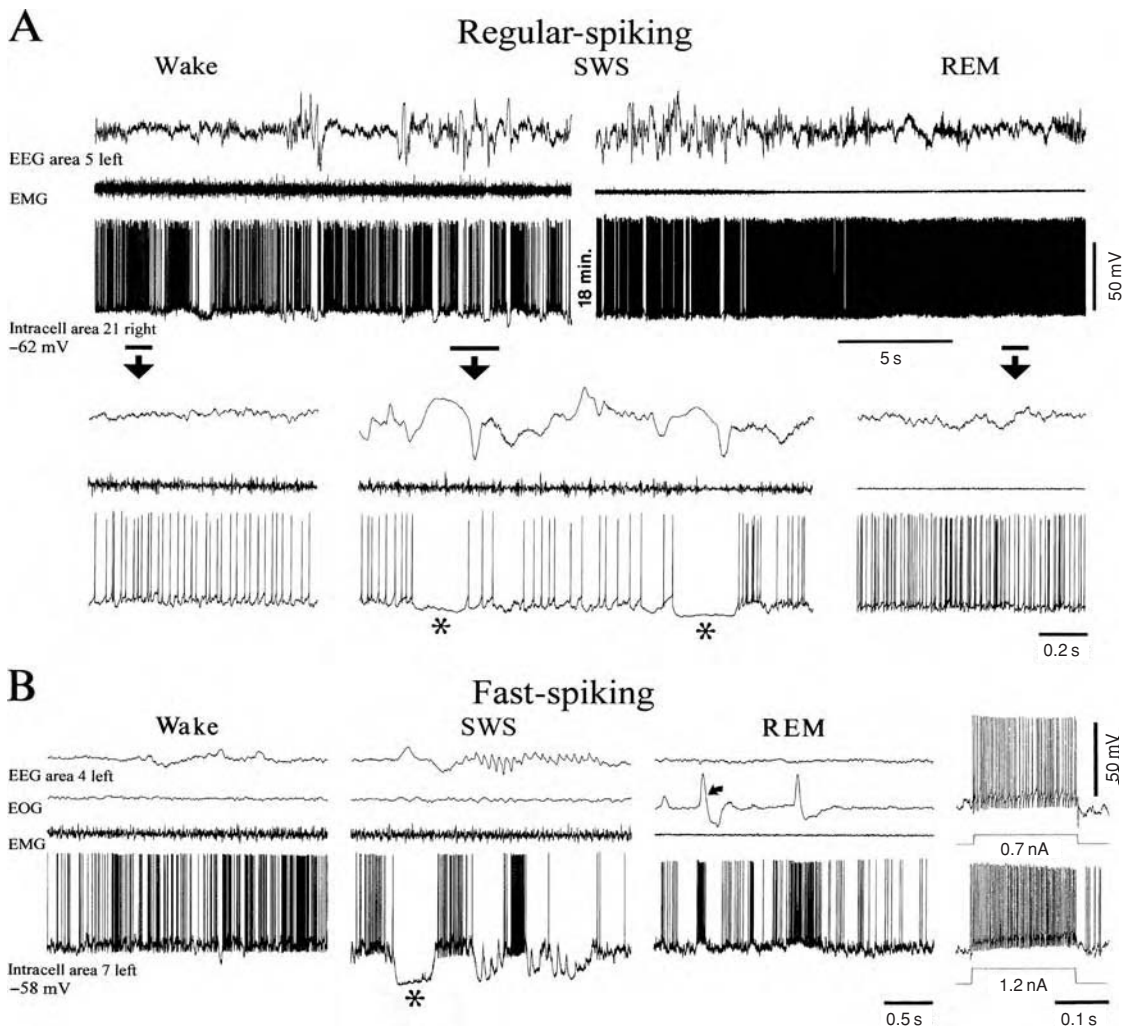 A
Regular-spiking
Wake
SWS
REM
EEG area 5 left
EMG
18 min.
50 mV
Intracell area 21 right
−62 mV
5 s
*
*
0.2 s
B
Fast-spiking
Wake
SWS
REM
EEG area 4 left
EOG
EMG
50 mV
0.7 nA
Intracell area 7 left
−58 mV
*
1.2 nA
0.5 s
0.1 s